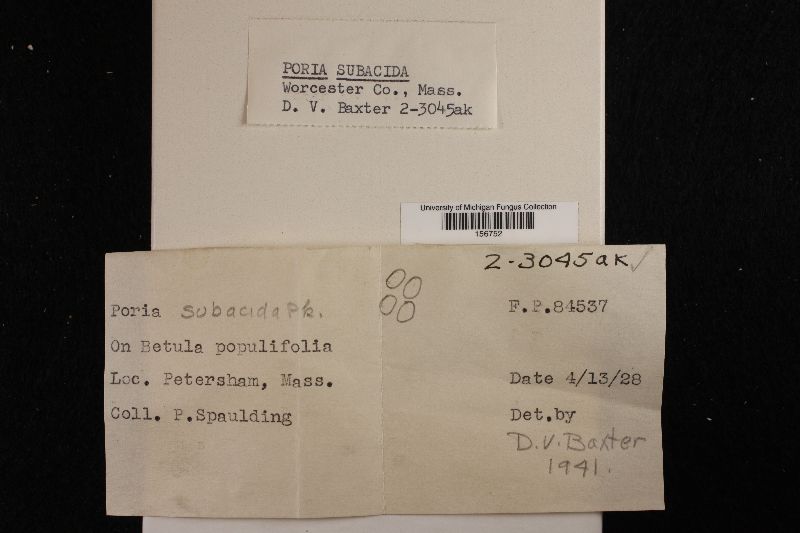 PORIA SUBACIDA
Worcester Co., Mass.
D. V. Baxter 2-3045ak
University of Michigan Fungus Collection
156752
2-3045ak ✓
Poria subacida Pk.
F.P.84537
On Betula populifolia
Loc. Petersham, Mass.
Date 4/13/28
Coll. P.Spaulding
Det.by
D.V.Baxter
1941.